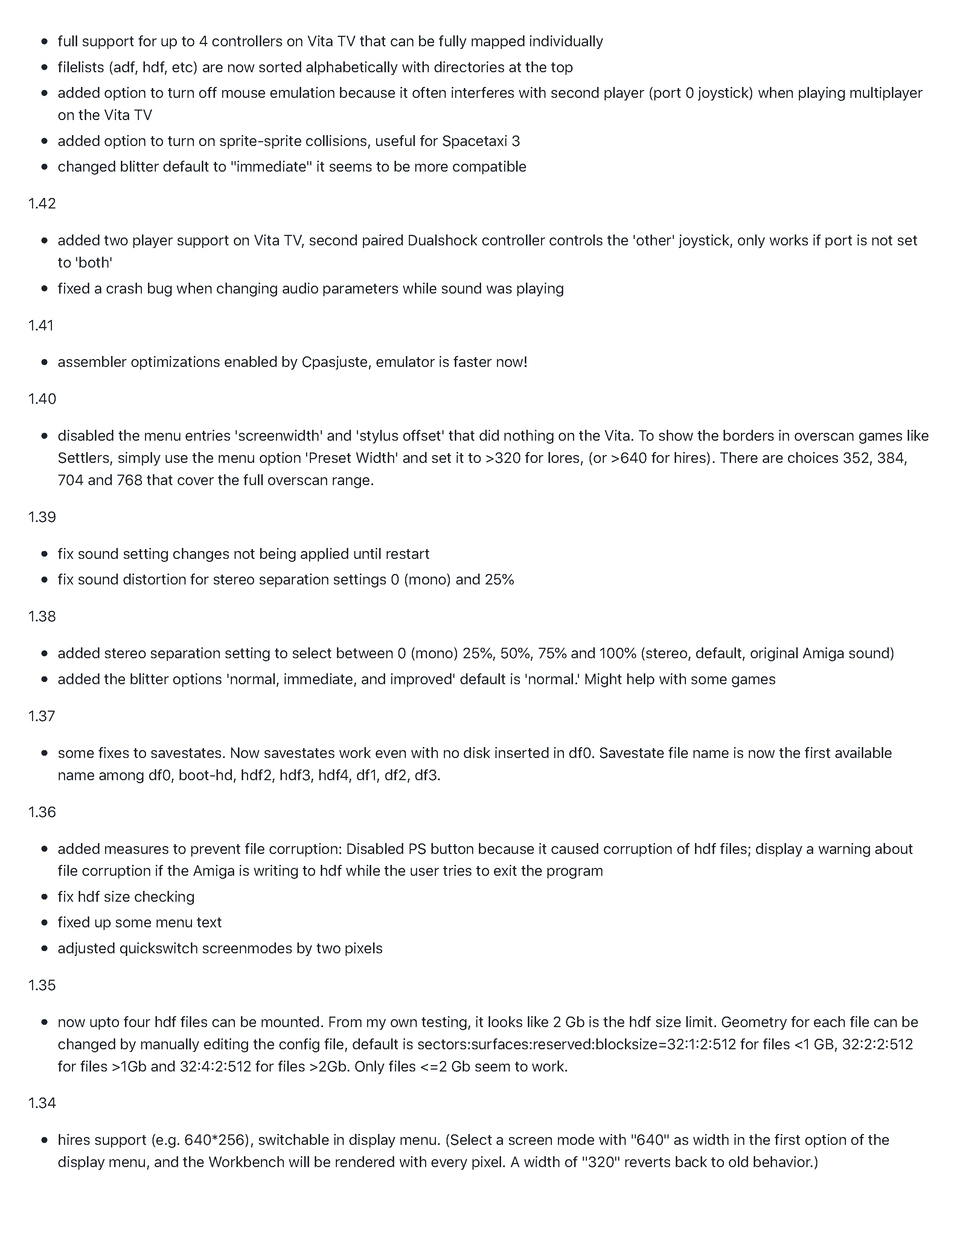 • full support for up to 4 controllers on Vita TV that can be fully mapped individually
• filelists (adf, hdf, etc) are now sorted alphabetically with directories at the top
• added option to turn off mouse emulation because it often interferes with second player (port 0 joystick) when playing multiplayer
on the Vita TV
• added option to turn on sprite-sprite collisions, useful for Spacetaxi 3
• changed blitter default to "immediate" it seems to be more compatible
1.42
• added two player support on Vita TV, second paired Dualshock controller controls the 'other' joystick, only works if port is not set
to 'both'
• fixed a crash bug when changing audio parameters while sound was playing
1.41
• assembler optimizations enabled by Cpasjuste, emulator is faster now!
1.40
• disabled the menu entries 'screenwidth' and 'stylus offset' that did nothing on the Vita. To show the borders in overscan games like
Settlers, simply use the menu option 'Preset Width' and set it to >320 for lores, (or >640 for hires). There are choices 352, 384,
704 and 768 that cover the full overscan range.
1.39
• fix sound setting changes not being applied until restart
• fix sound distortion for stereo separation settings 0 (mono) and 25%
1.38
• added stereo separation setting to select between 0 (mono) 25%, 50%, 75% and 100% (stereo, default, original Amiga sound)
• added the blitter options 'normal, immediate, and improved' default is 'normal.' Might help with some games
1.37
• some fixes to savestates. Now savestates work even with no disk inserted in df0. Savestate file name is now the first available
name among df0, boot-hd, hdf2, hdf3, hdf4, df1, df2, df3.
1.36
• added measures to prevent file corruption: Disabled PS button because it caused corruption of hdf files; display a warning about
file corruption if the Amiga is writing to hdf while the user tries to exit the program
• fix hdf size checking
• fixed up some menu text
• adjusted quickswitch screenmodes by two pixels
1.35
• now upto four hdf files can be mounted. From my own testing, it looks like 2 Gb is the hdf size limit. Geometry for each file can be
changed by manually editing the config file, default is sectors:surfaces:reserved:blocksize=32:1:2:512 for files <1 GB, 32:2:2:512
for files >1Gb and 32:4:2:512 for files >2Gb. Only files <=2 Gb seem to work.
1.34
• hires support (e.g. 640*256), switchable in display menu. (Select a screen mode with "640" as width in the first option of the
display menu, and the Workbench will be rendered with every pixel. A width of "320" reverts back to old behavior.)